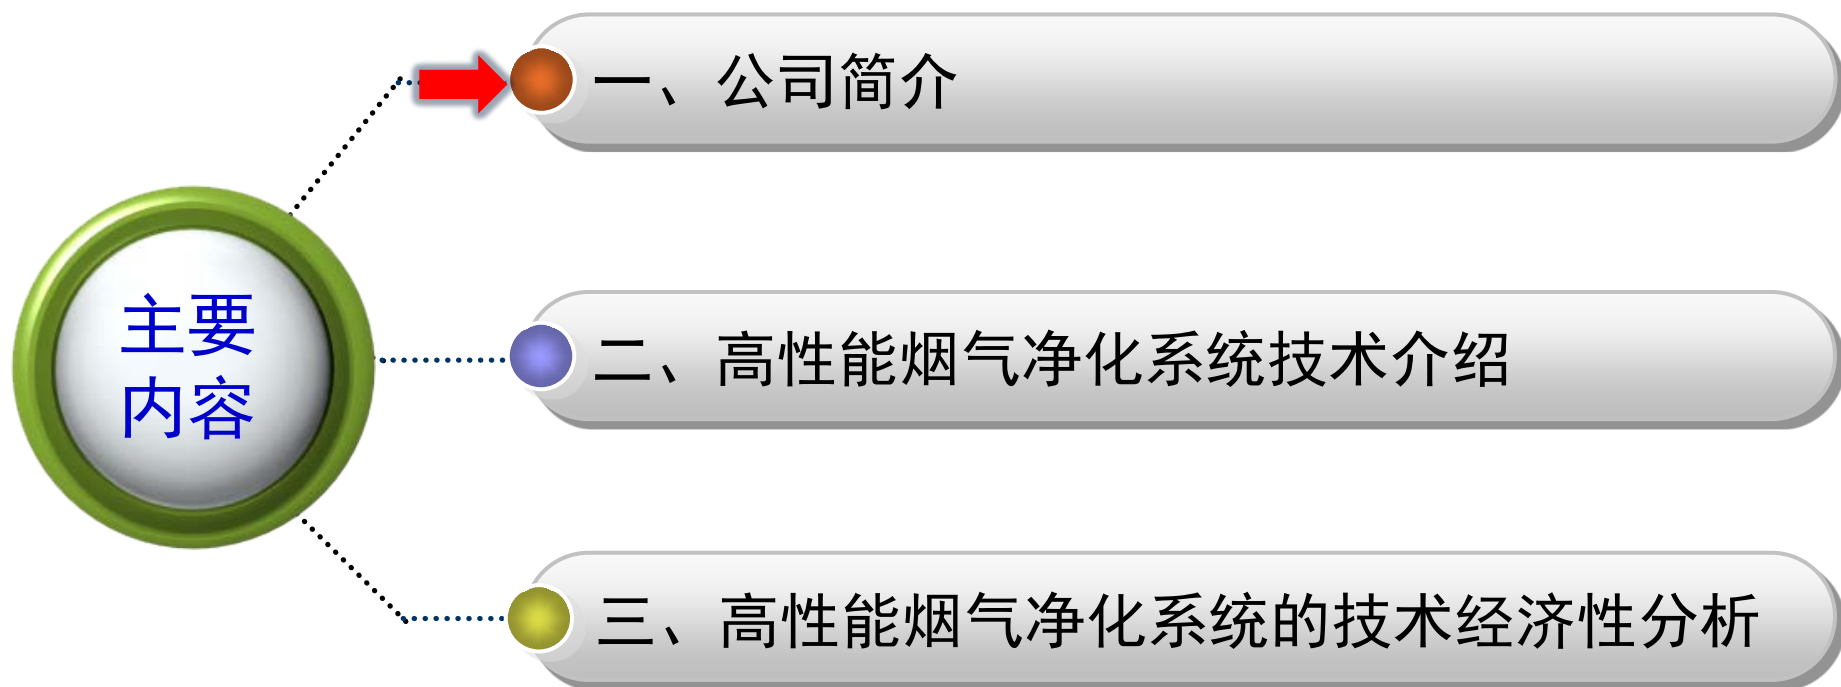 主要
内容
一、公司简介
二、高性能烟气净化系统技术介绍
三、高性能烟气净化系统的技术经济性分析